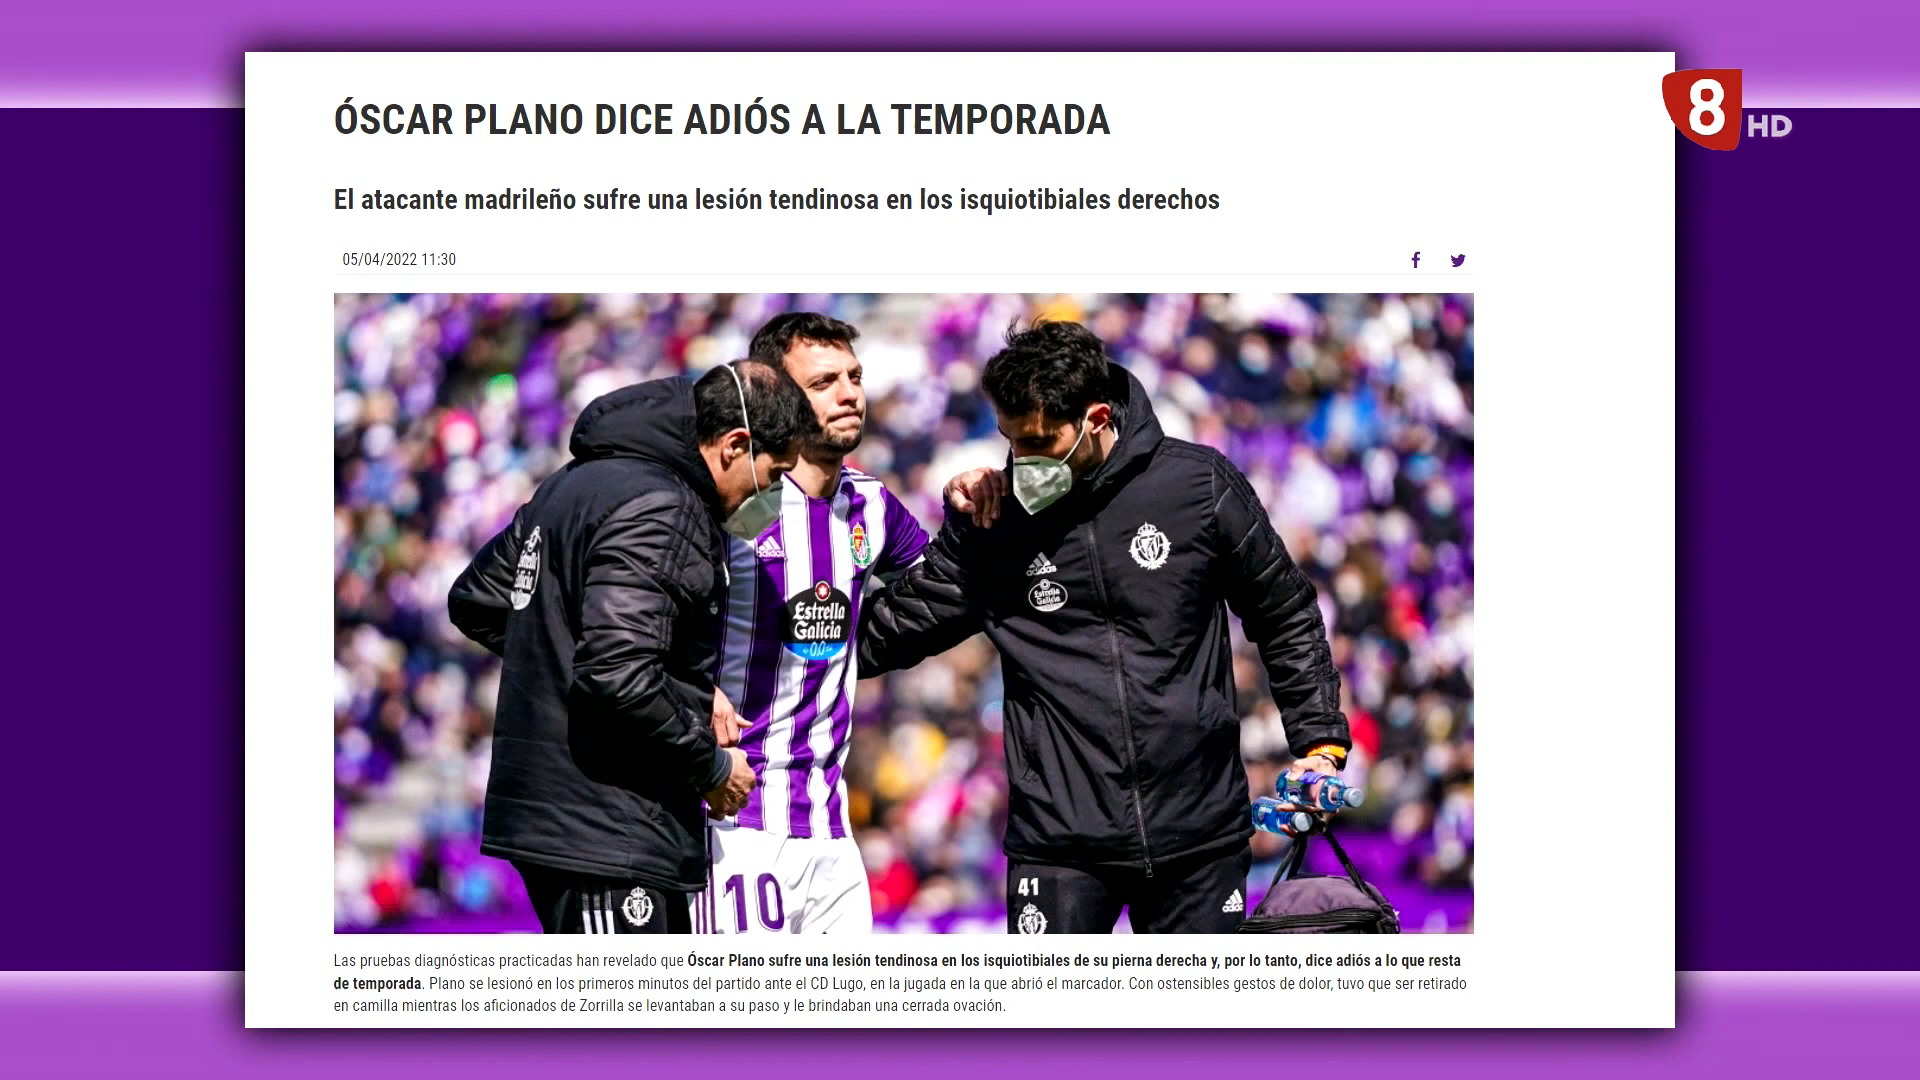 ÓSCAR PLANO DICE ADIÓS A LA TEMPORADA
8 HD
El atacante madrileño sufre una lesión tendinosa en los isquiotibiales derechos
05/04/2022 11:30
adidas
Estrella
Galicia
0,0
adidas
Estrella
Galicia
Estrella
Galicia
10
41
Las pruebas diagnósticas practicadas han revelado que Óscar Plano sufre una lesión tendinosa en los isquiotibiales de su pierna derecha y, por lo tanto, dice adiós a lo que resta
de temporada. Plano se lesionó en los primeros minutos del partido ante el CD Lugo, en la jugada en la que abrió el marcador. Con ostensibles gestos de dolor, tuvo que ser retirado
en camilla mientras los aficionados de Zorrilla se levantaban a su paso y le brindaban una cerrada ovación.